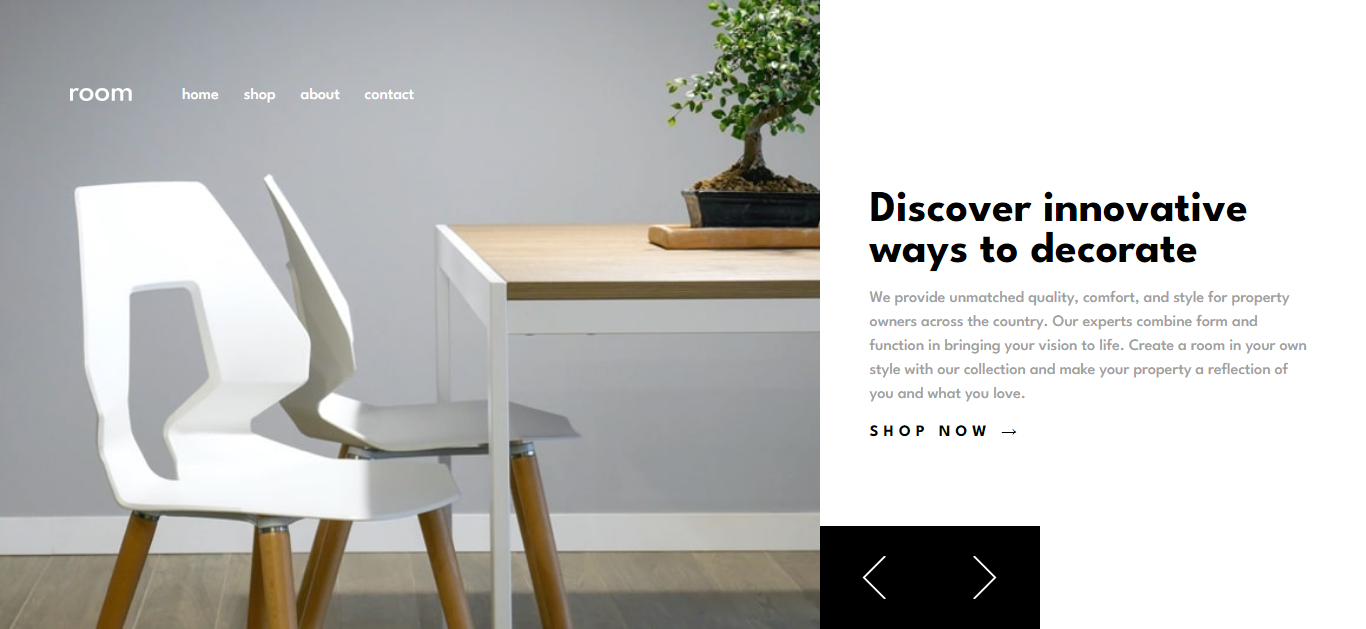 room
home shop about contact
Discover innovative
ways to decorate
We provide unmatched quality, comfort, and style for property
owners across the country. Our experts combine form and
function in bringing your vision to life. Create a room in your own
style with our collection and make your property a reflection of
you and what you love.
SHOP NOW →